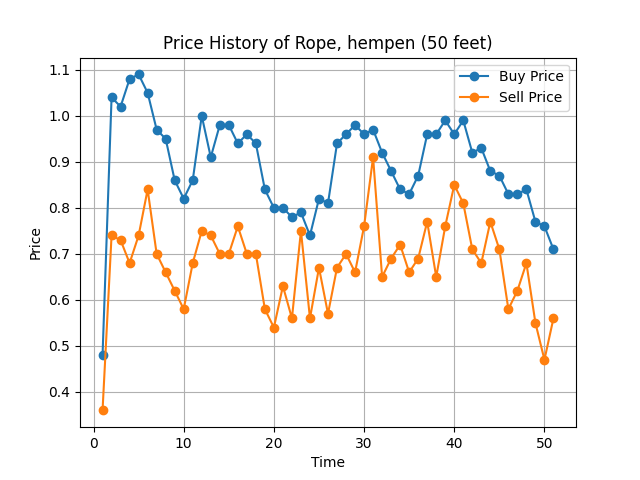 Price History of Rope, hempen (50 feet)
Buy Price
Sell Price
1.1
1.0
0.9
0.8
0.7
0.6
0.5
0.4
Price
0 10 20 30 40 50
Time